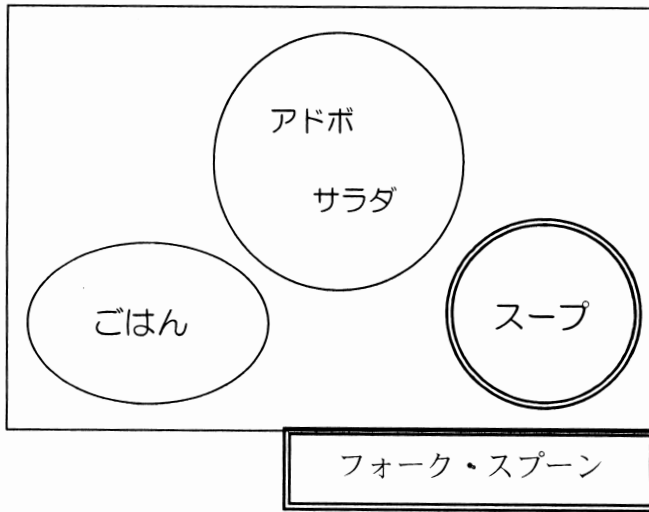 アドボ
サラダ
ごはん
スープ
フォーク・スプーン